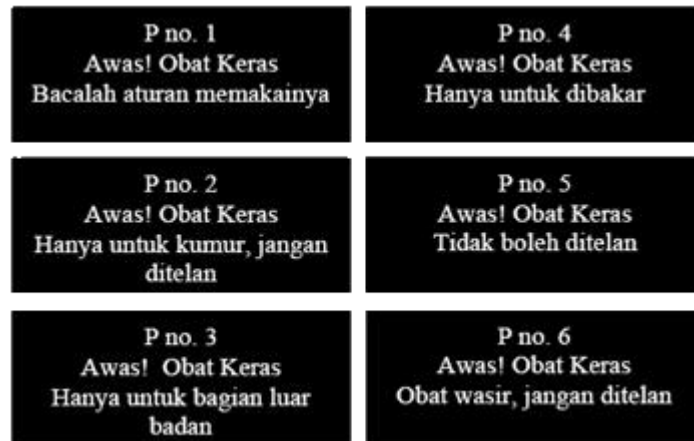 P no. 1
Awas! Obat Keras
Bacalah aturan memakainya
P no. 2
Awas! Obat Keras
Hanya untuk kumur, jangan
ditelan
P no. 3
Awas! Obat Keras
Hanya untuk bagian luar
badan
P no. 4
Awas! Obat Keras
Hanya untuk dibakar
P no. 5
Awas! Obat Keras
Tidak boleh ditelan
P no. 6
Awas! Obat Keras
Obat wasir, jangan ditelan